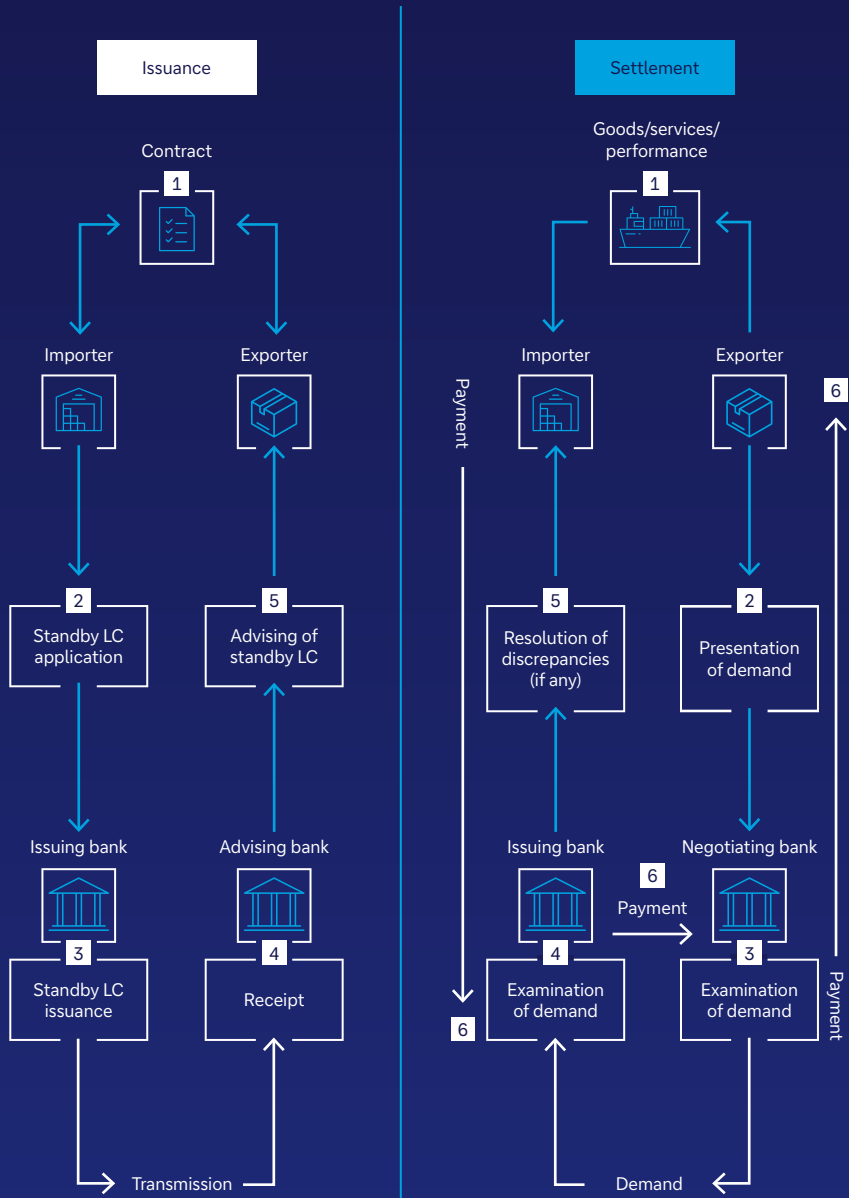 Issuance
Contract
1
Importer
Exporter
2
Standby LC
application
5
Advising of
standby LC
Issuing bank
Advising bank
3
Standby LC
issuance
4
Receipt
Transmission
Settlement
Goods/services/
performance
1
Importer
Exporter
Payment
6
5
Resolution of
discrepancies
(if any)
2
Presentation
of demand
Issuing bank
Negotiating bank
6
Payment
4
Examination
of demand
3
Examination
of demand
6
Payment
Demand